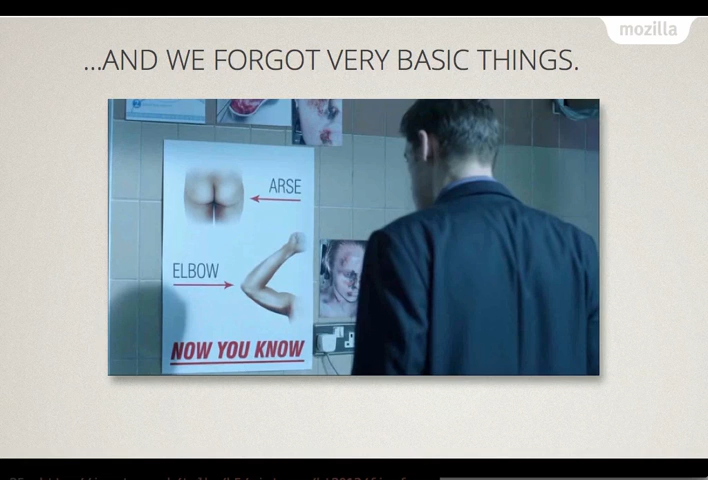 mozilla
...AND WE FORGOT VERY BASIC THINGS.
ARSE
ELBOW
NOW YOU KNOW